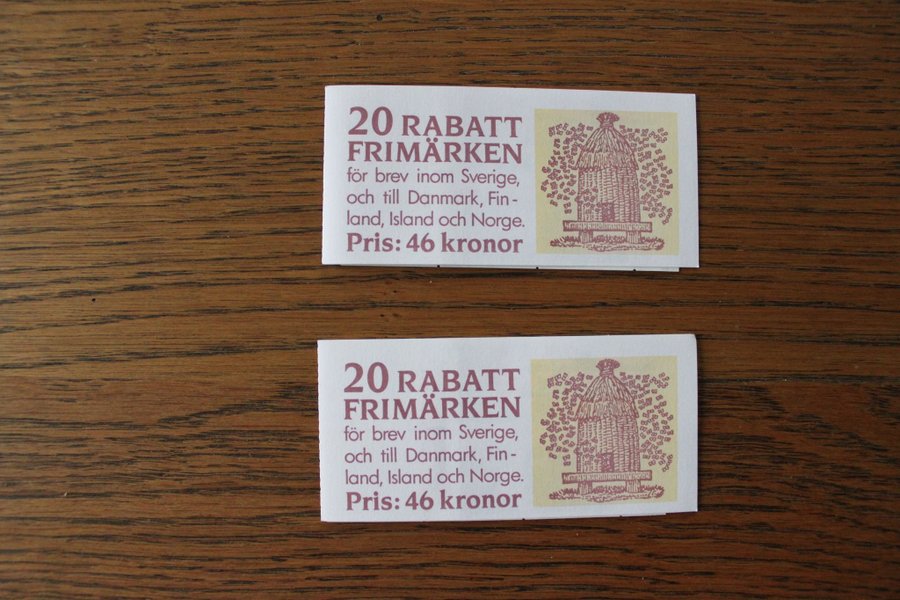 20 RABATT
FRIMÄRKEN
för brev inom Sverige,
och till Danmark, Fin-
land, Island och Norge.
Pris: 46 kronor
20 RABATT
FRIMÄRKEN
för brev inom Sverige,
och till Danmark, Fin-
land, Island och Norge.
Pris: 46 kronor